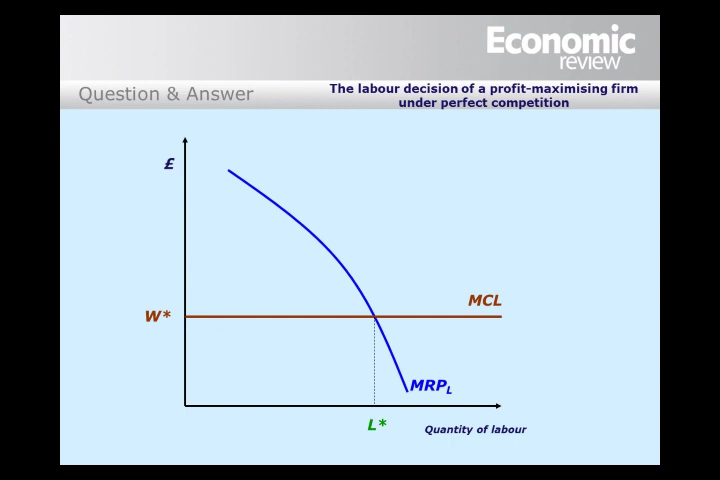 Economic
review
Question & Answer
The labour decision of a profit-maximising firm
under perfect competition
£
MCL
W*
MRPL
L*
Quantity of labour